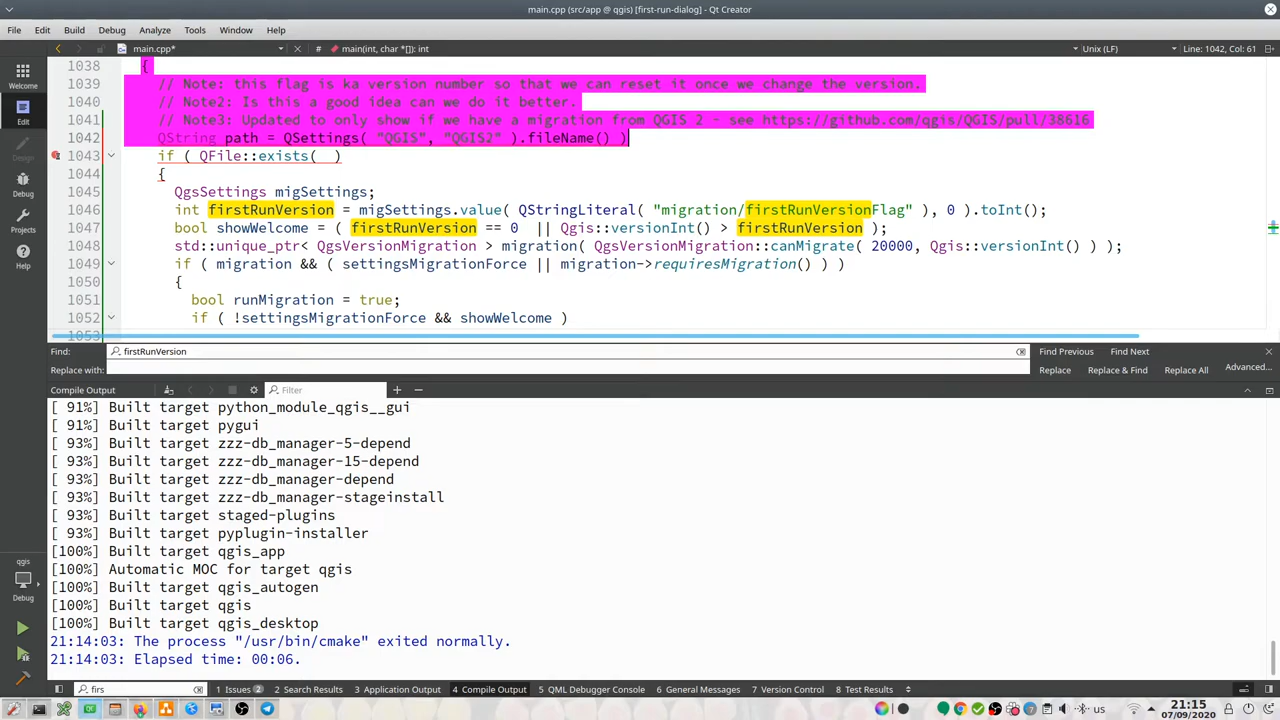 main.cpp (src/app @ qgis) [first-run-dialog] - Qt Creator
File Edit Build Debug Analyze Tools Window Help
main.cpp* # main(int, char *[]): int Unix (LF) Line: 1042, Col: 61
1038 {
1039 // Note: this flag is ka version number so that we can reset it once we change the version.
1040 // Note2: Is this a good idea can we do it better.
1041 // Note3: Updated to only show if we have a migration from QGIS 2 - see https://github.com/qgis/QGIS/pull/38616
1042 QString path = QSettings( "QGIS", "QGIS2" ).fileName() )
1043 if ( QFile::exists( )
1044 {
1045 QgsSettings migSettings;
1046 int firstRunVersion = migSettings.value( QStringLiteral( "migration/firstRunVersionFlag" ), 0 ).toInt();
1047 bool showWelcome = ( firstRunVersion == 0 || Qgis::versionInt() > firstRunVersion );
1048 std::unique_ptr< QgsVersionMigration > migration( QgsVersionMigration::canMigrate( 20000, Qgis::versionInt() ) );
1049 if ( migration && ( settingsMigrationForce || migration->requiresMigration() ) )
1050 {
1051 bool runMigration = true;
1052 if ( !settingsMigrationForce && showWelcome )
1053
Find: firstRunVersion Find Previous Find Next
Replace with: Replace Replace & Find Replace All Advanced...
Compile Output Filter + −
[ 91%] Built target python_module_qgis__gui
[ 91%] Built target pygui
[ 93%] Built target zzz-db_manager-5-depend
[ 93%] Built target zzz-db_manager-15-depend
[ 93%] Built target zzz-db_manager-depend
[ 93%] Built target zzz-db_manager-stageinstall
[ 93%] Built target staged-plugins
[ 93%] Built target pyplugin-installer
[100%] Built target qgis_app
[100%] Automatic MOC for target qgis
[100%] Built target qgis_autogen
[100%] Built target qgis
[100%] Built target qgis_desktop
21:14:03: The process "/usr/bin/cmake" exited normally.
21:14:03: Elapsed time: 00:06.
Welcome
Edit
Design
Debug
Projects
Help
qgis
Debug
firs 1 Issues 2 2 Search Results 3 Application Output 4 Compile Output 5 QML Debugger Console 6 General Messages 7 Version Control 8 Test Results
us 21:15
07/09/2020